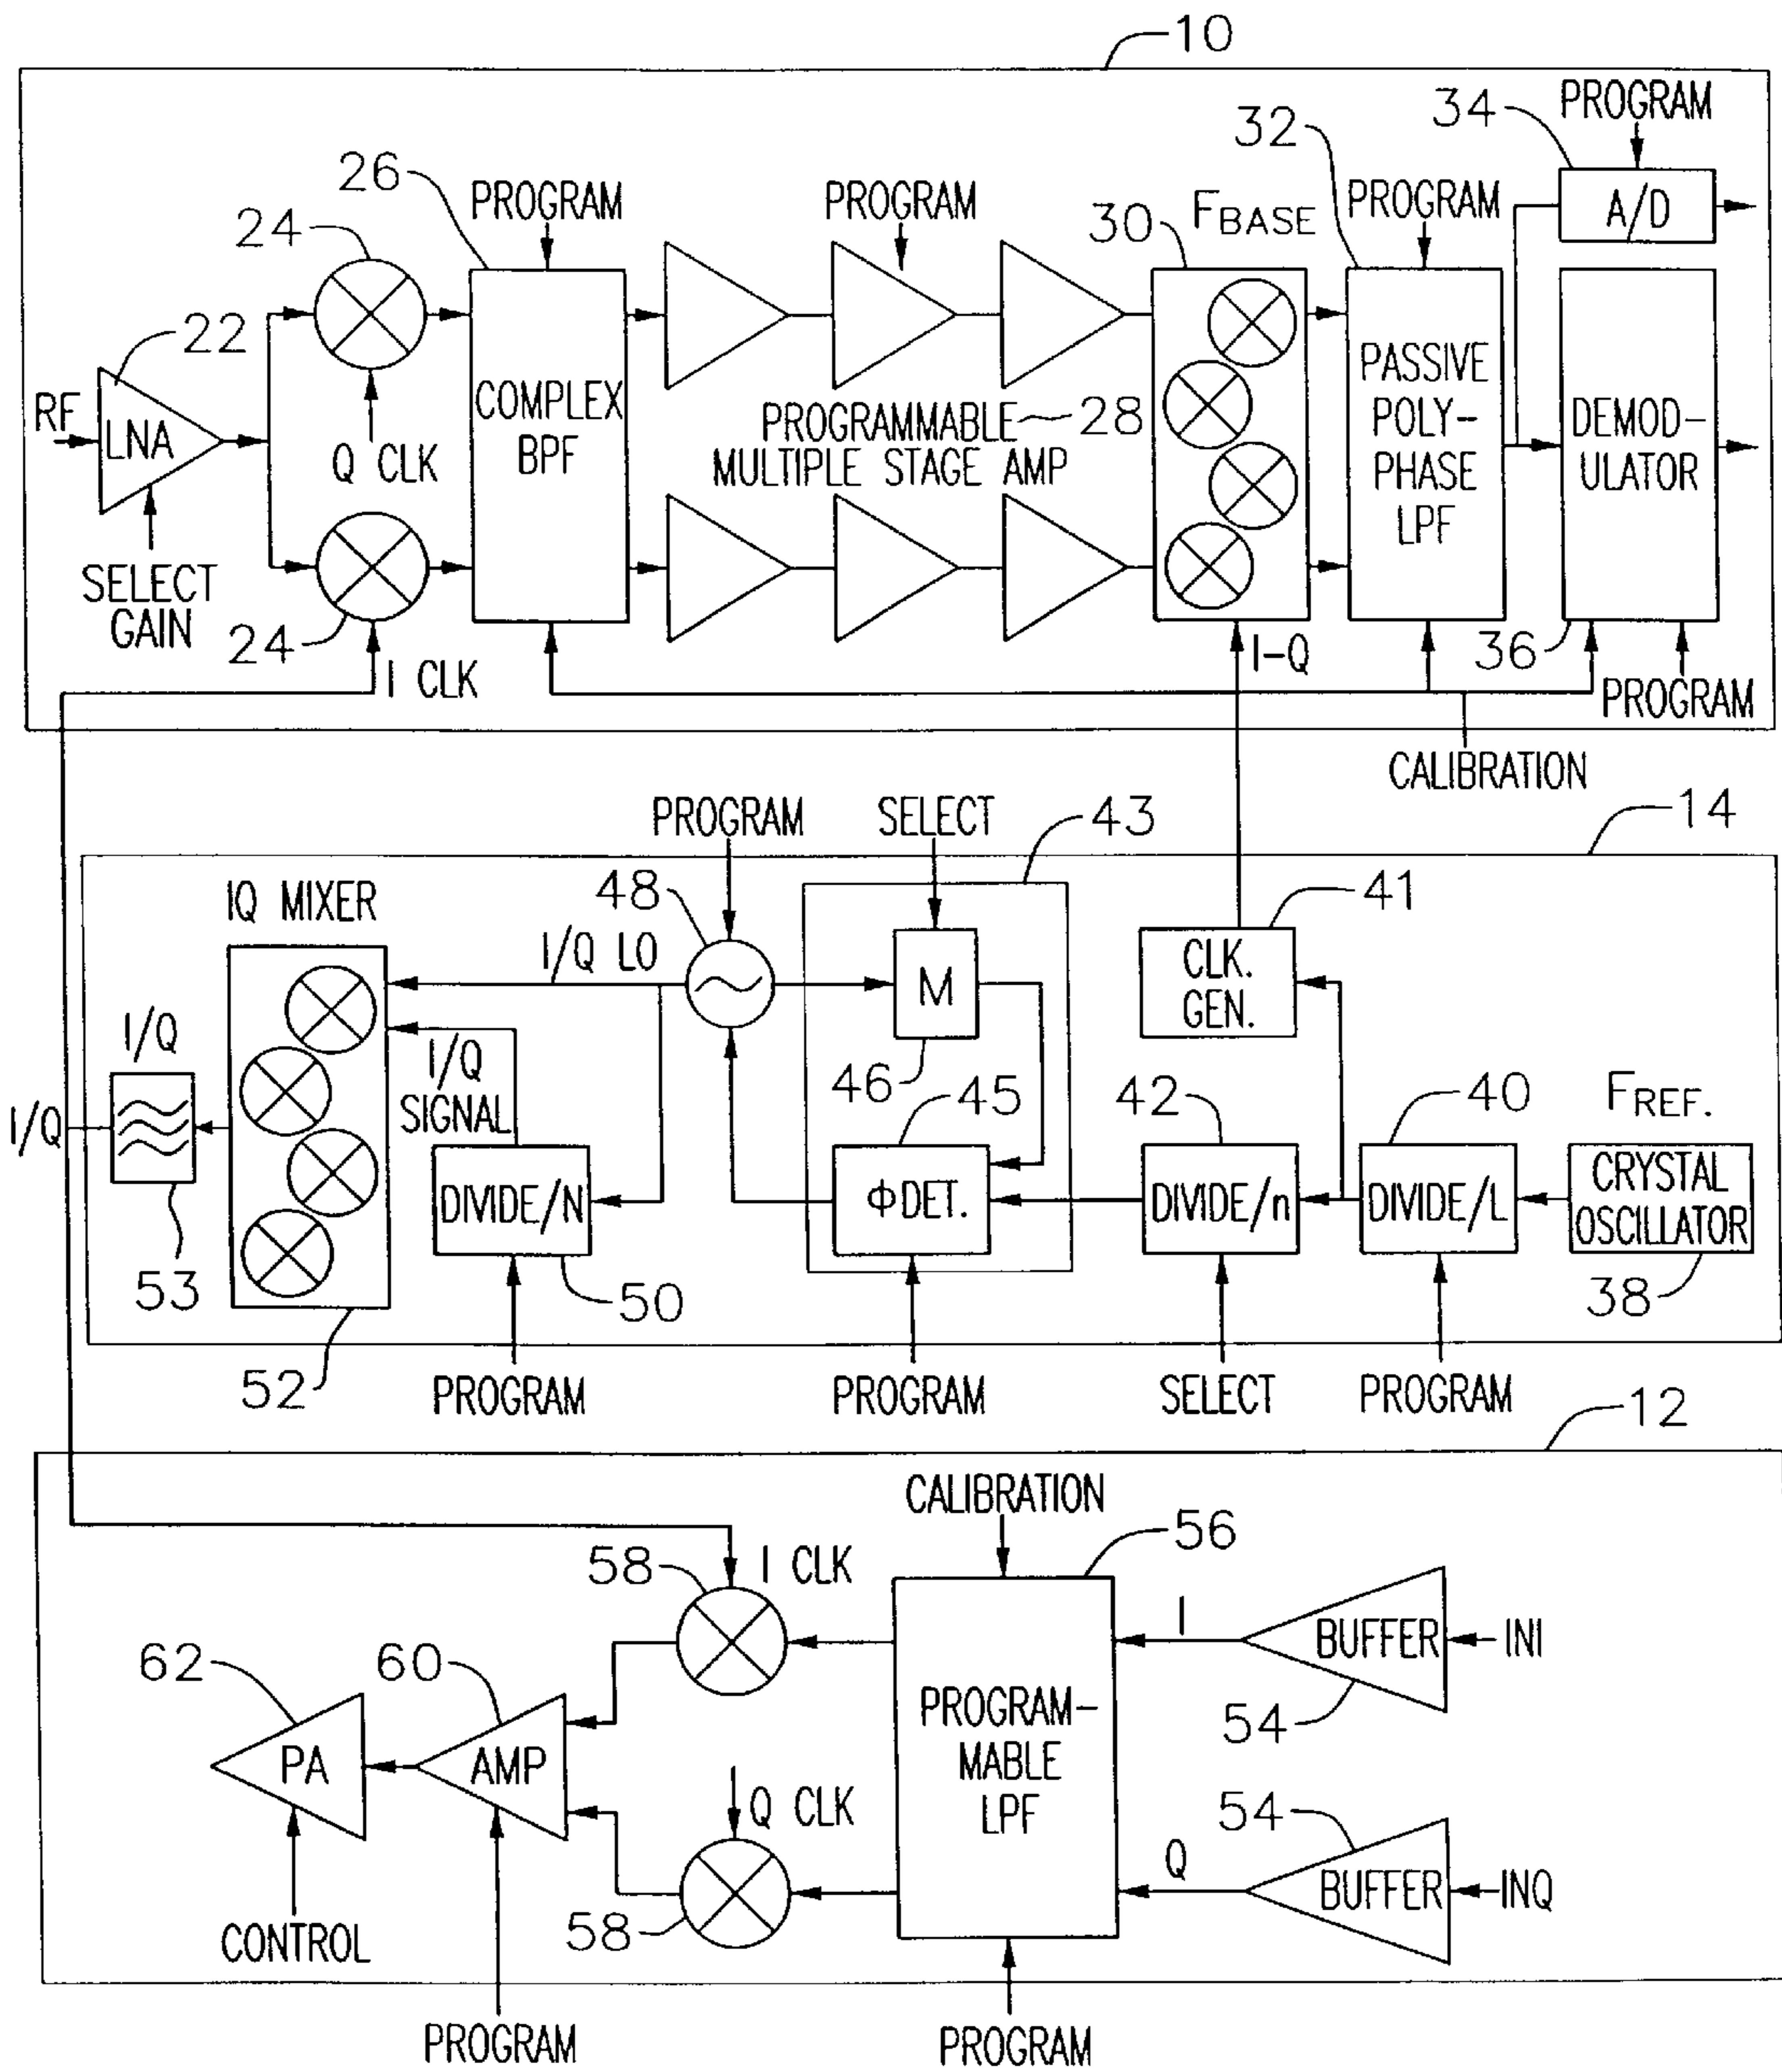 10
PROGRAM
34
32
26
PROGRAM
PROGRAM
PROGRAM
A/D
24
30
FBASE
22
RF
LNA
Q CLK
COMPLEX
BPF
PROGRAMMABLE
MULTIPLE STAGE AMP
28
PASSIVE
POLY-
PHASE
LPF
DEMOD-
ULATOR
SELECT
GAIN
24
I CLK
I-Q
36
PROGRAM
CALIBRATION
PROGRAM
SELECT
43
14
IQ MIXER
48
41
I/Q LO
M
CLK.
GEN.
I/Q
I/Q
SIGNAL
46
45
42
40
FREF.
I/Q
DIVIDE/N
ΦDET.
DIVIDE/n
DIVIDE/L
CRYSTAL
OSCILLATOR
53
50
38
52
PROGRAM
PROGRAM
SELECT
PROGRAM
12
CALIBRATION
56
58
I CLK
I
BUFFER
INI
62
60
54
PROGRAM-
MABLE
LPF
PA
AMP
Q CLK
54
Q
BUFFER
INQ
58
CONTROL
PROGRAM
PROGRAM